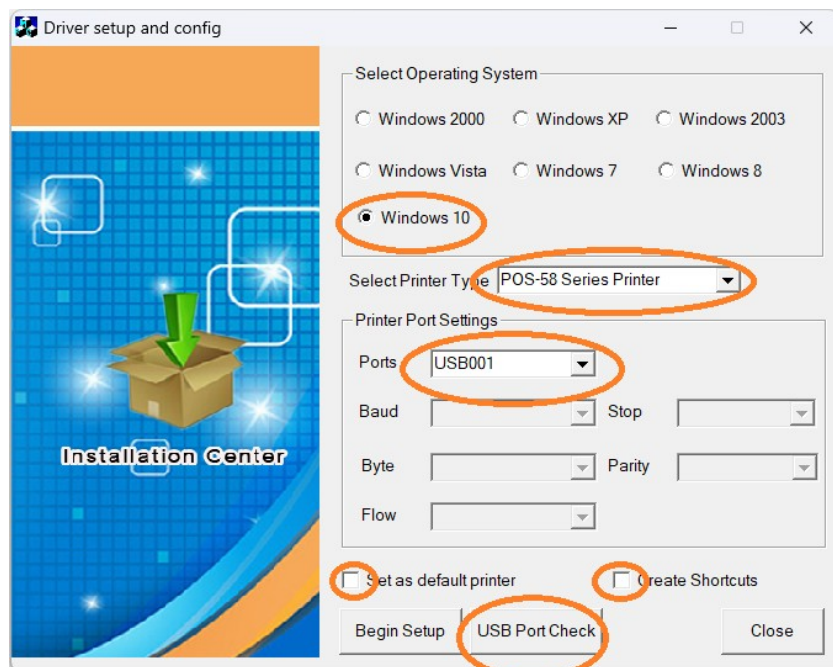 Driver setup and config
Select Operating System
Windows 2000 Windows XP Windows 2003
Windows Vista Windows 7 Windows 8
Windows 10
Select Printer Type POS-58 Series Printer
Printer Port Settings
Ports USB001
Baud Stop
Byte Parity
Flow
Installation Center
Set as default printer Create Shortcuts
Begin Setup USB Port Check Close